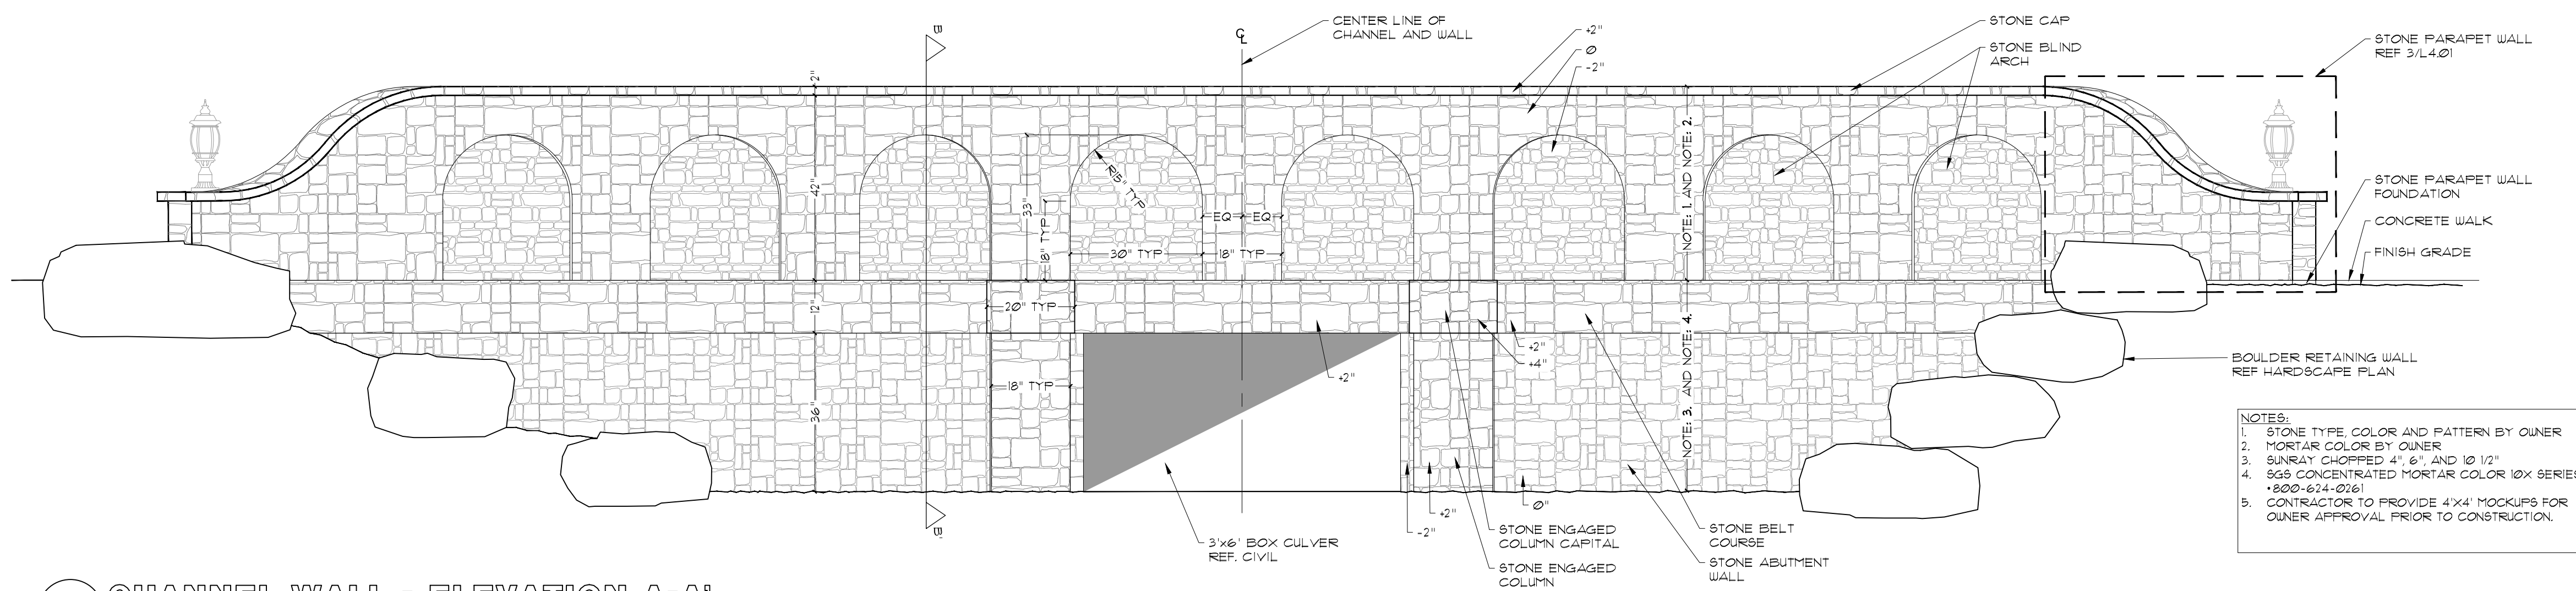 B
CENTER LINE OF
CHANNEL AND WALL
℄
+2"
0
-2"
STONE CAP
STONE BLIND
ARCH
STONE PARAPET WALL
REF 3/L4.01
2"
42"
33"
18" TYP
R15" TYP
EQ
EQ
30" TYP
18" TYP
NOTE: 1. AND NOTE: 2.
STONE PARAPET WALL
FOUNDATION
CONCRETE WALK
FINISH GRADE
12"
20" TYP
+2"
+4"
+2"
18" TYP
36"
NOTE: 3. AND NOTE: 4.
BOULDER RETAINING WALL
REF HARDSCAPE PLAN
-2"
+2"
0"
B'
3'x6' BOX CULVER
REF. CIVIL
STONE ENGAGED
COLUMN CAPITAL
STONE ENGAGED
COLUMN
STONE BELT
COURSE
STONE ABUTMENT
WALL
NOTES:
1. STONE TYPE, COLOR AND PATTERN BY OWNER
2. MORTAR COLOR BY OWNER
3. SUNRAY CHOPPED 4", 6", AND 10 1/2"
4. SGS CONCENTRATED MORTAR COLOR 10X SERIES
•800-624-0261
5. CONTRACTOR TO PROVIDE 4'X4' MOCKUPS FOR
OWNER APPROVAL PRIOR TO CONSTRUCTION.
CHANNEL WALL - ELEVATION A-A'